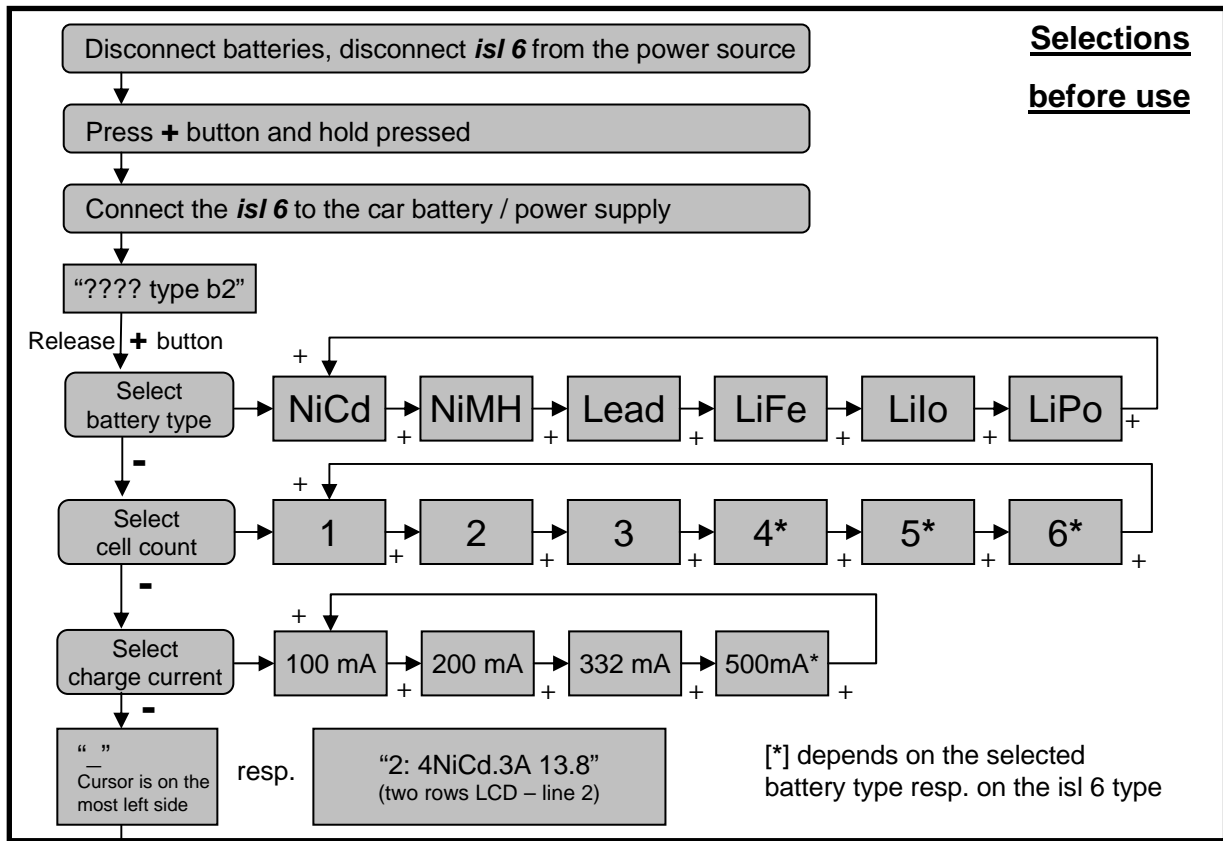 Selections
before use
Disconnect batteries, disconnect isl 6 from the power source
Press + button and hold pressed
Connect the isl 6 to the car battery / power supply
“???? type b2”
Release + button
Select
battery type
NiCd
NiMH
Lead
LiFe
LiIo
LiPo
+
+
+
+
+
+
+
-
Select
cell count
1
2
3
4*
5*
6*
+
+
+
+
+
+
+
-
Select
charge current
100 mA
200 mA
332 mA
500mA*
+
+
+
+
+
-
“_”
Cursor is on the
most left side
resp.
“2: 4NiCd.3A 13.8”
(two rows LCD – line 2)
[*] depends on the selected
battery type resp. on the isl 6 type